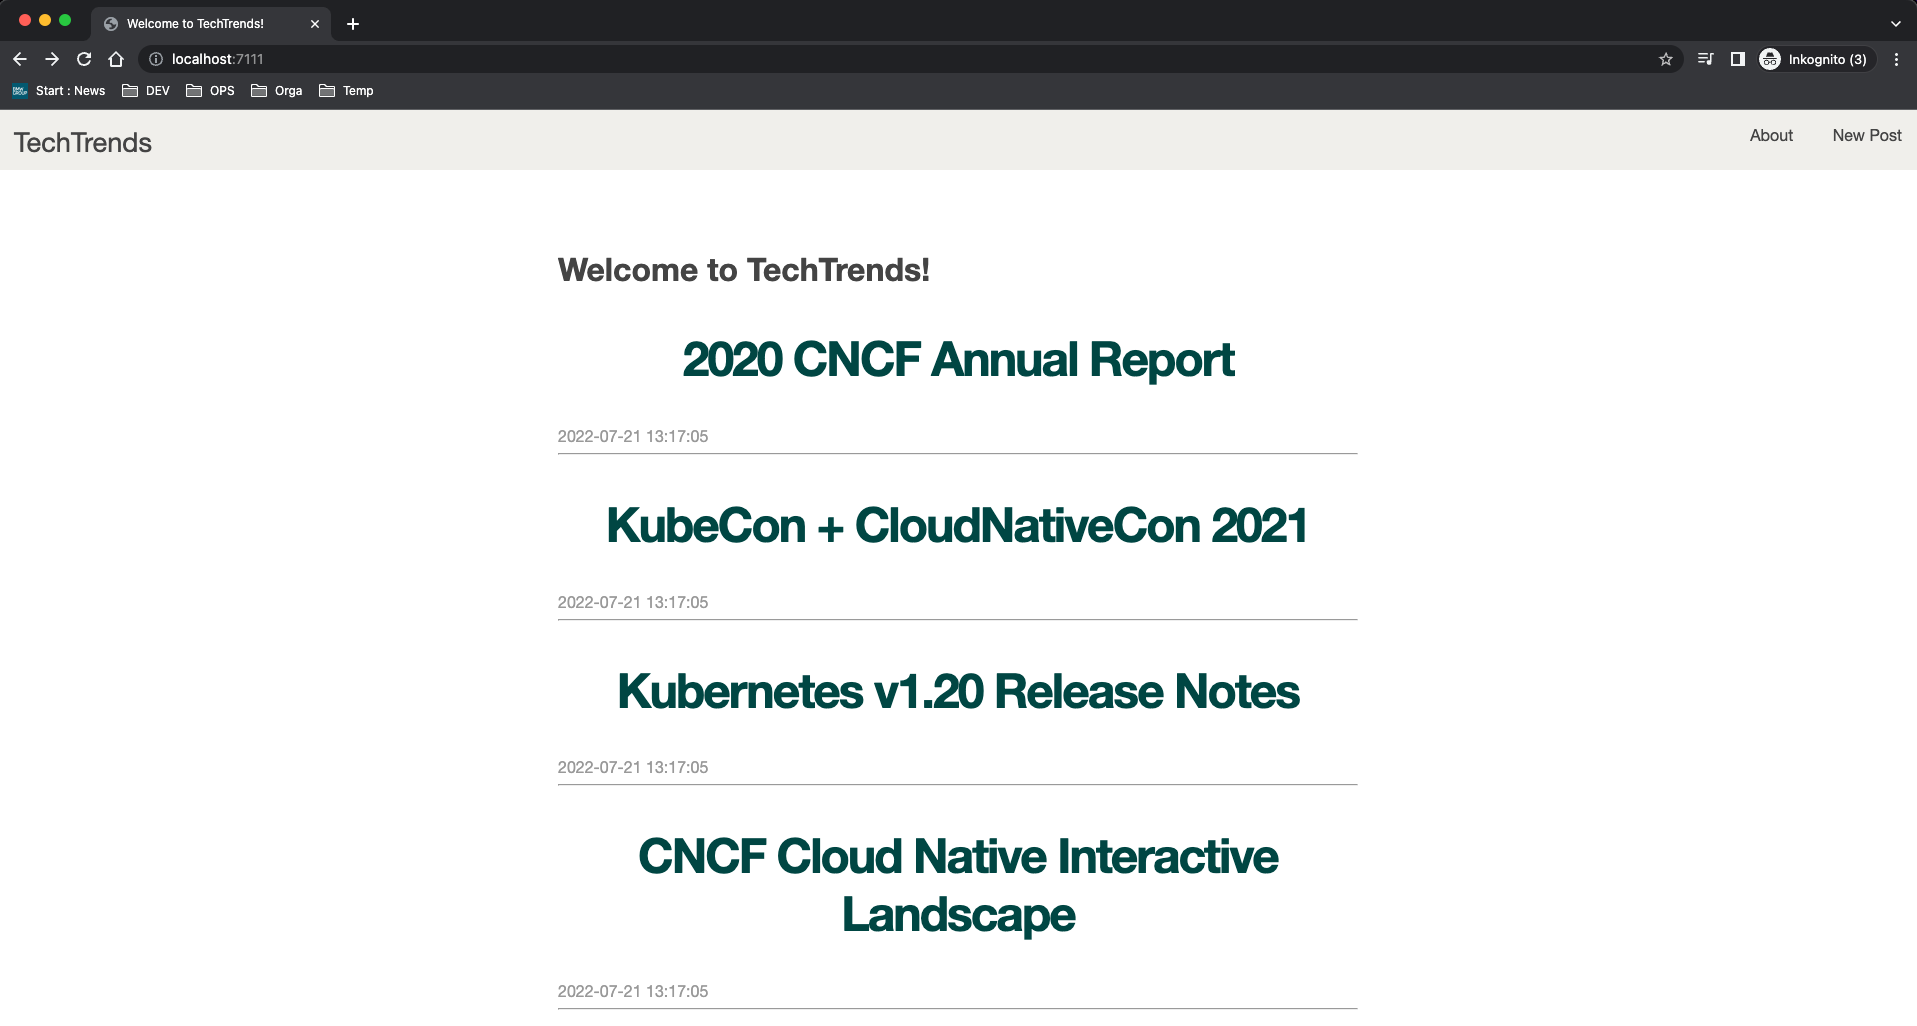 Welcome to TechTrends!
localhost:7111
Inkognito (3)
Start : News
DEV
OPS
Orga
Temp
TechTrends
About
New Post
Welcome to TechTrends!
2020 CNCF Annual Report
2022-07-21 13:17:05
KubeCon + CloudNativeCon 2021
2022-07-21 13:17:05
Kubernetes v1.20 Release Notes
2022-07-21 13:17:05
CNCF Cloud Native Interactive
Landscape
2022-07-21 13:17:05